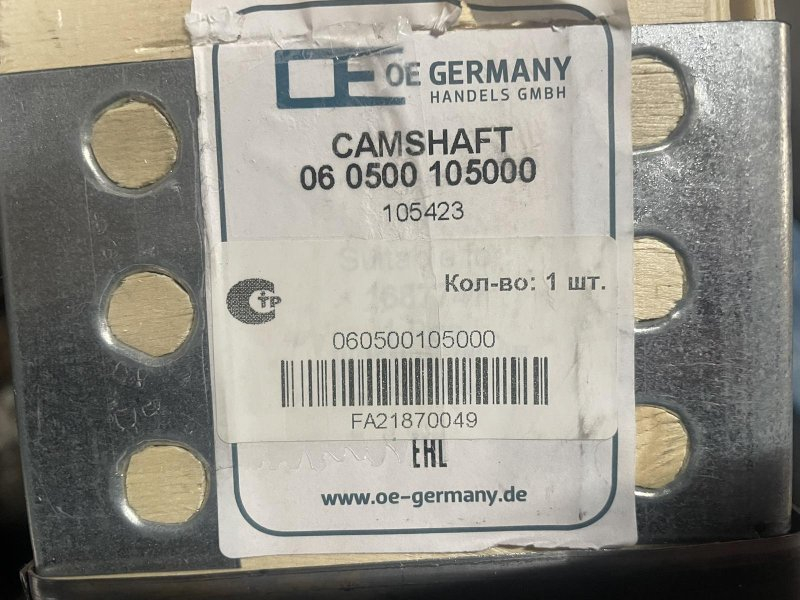 OE GERMANY
HANDELS GMBH
CAMSHAFT
06 0500 105000
105423
Кол-во: 1 шт.
СТР
060500105000
FA21870049
EAC
www.oe-germany.de